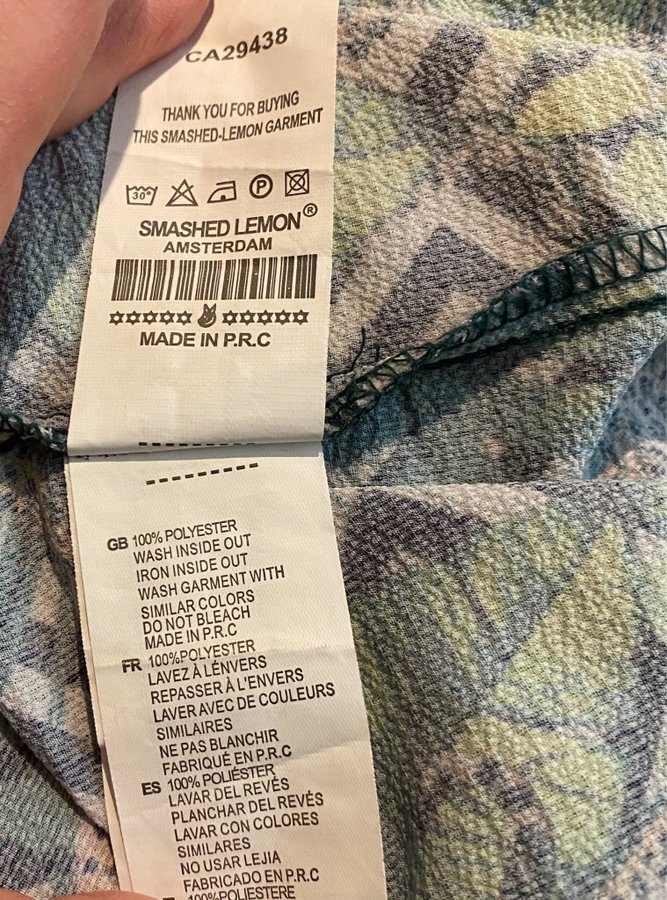 CA29438
THANK YOU FOR BUYING
THIS SMASHED-LEMON GARMENT
30° P
SMASHED LEMON®
AMSTERDAM
MADE IN P.R.C
GB 100% POLYESTER
WASH INSIDE OUT
IRON INSIDE OUT
WASH GARMENT WITH
SIMILAR COLORS
DO NOT BLEACH
MADE IN P.R.C
FR 100%POLYESTER
LAVEZ À LÉNVERS
REPASSER À L'ENVERS
LAVER AVEC DE COULEURS
SIMILAIRES
NE PAS BLANCHIR
FABRIQUÉ EN P.R.C
ES 100% POLIÉSTER
LAVAR DEL REVÉS
PLANCHAR DEL REVÉS
LAVAR CON COLORES
SIMILARES
NO USAR LEJIA
FABRICADO EN P.R.C
100%POLIESTERE